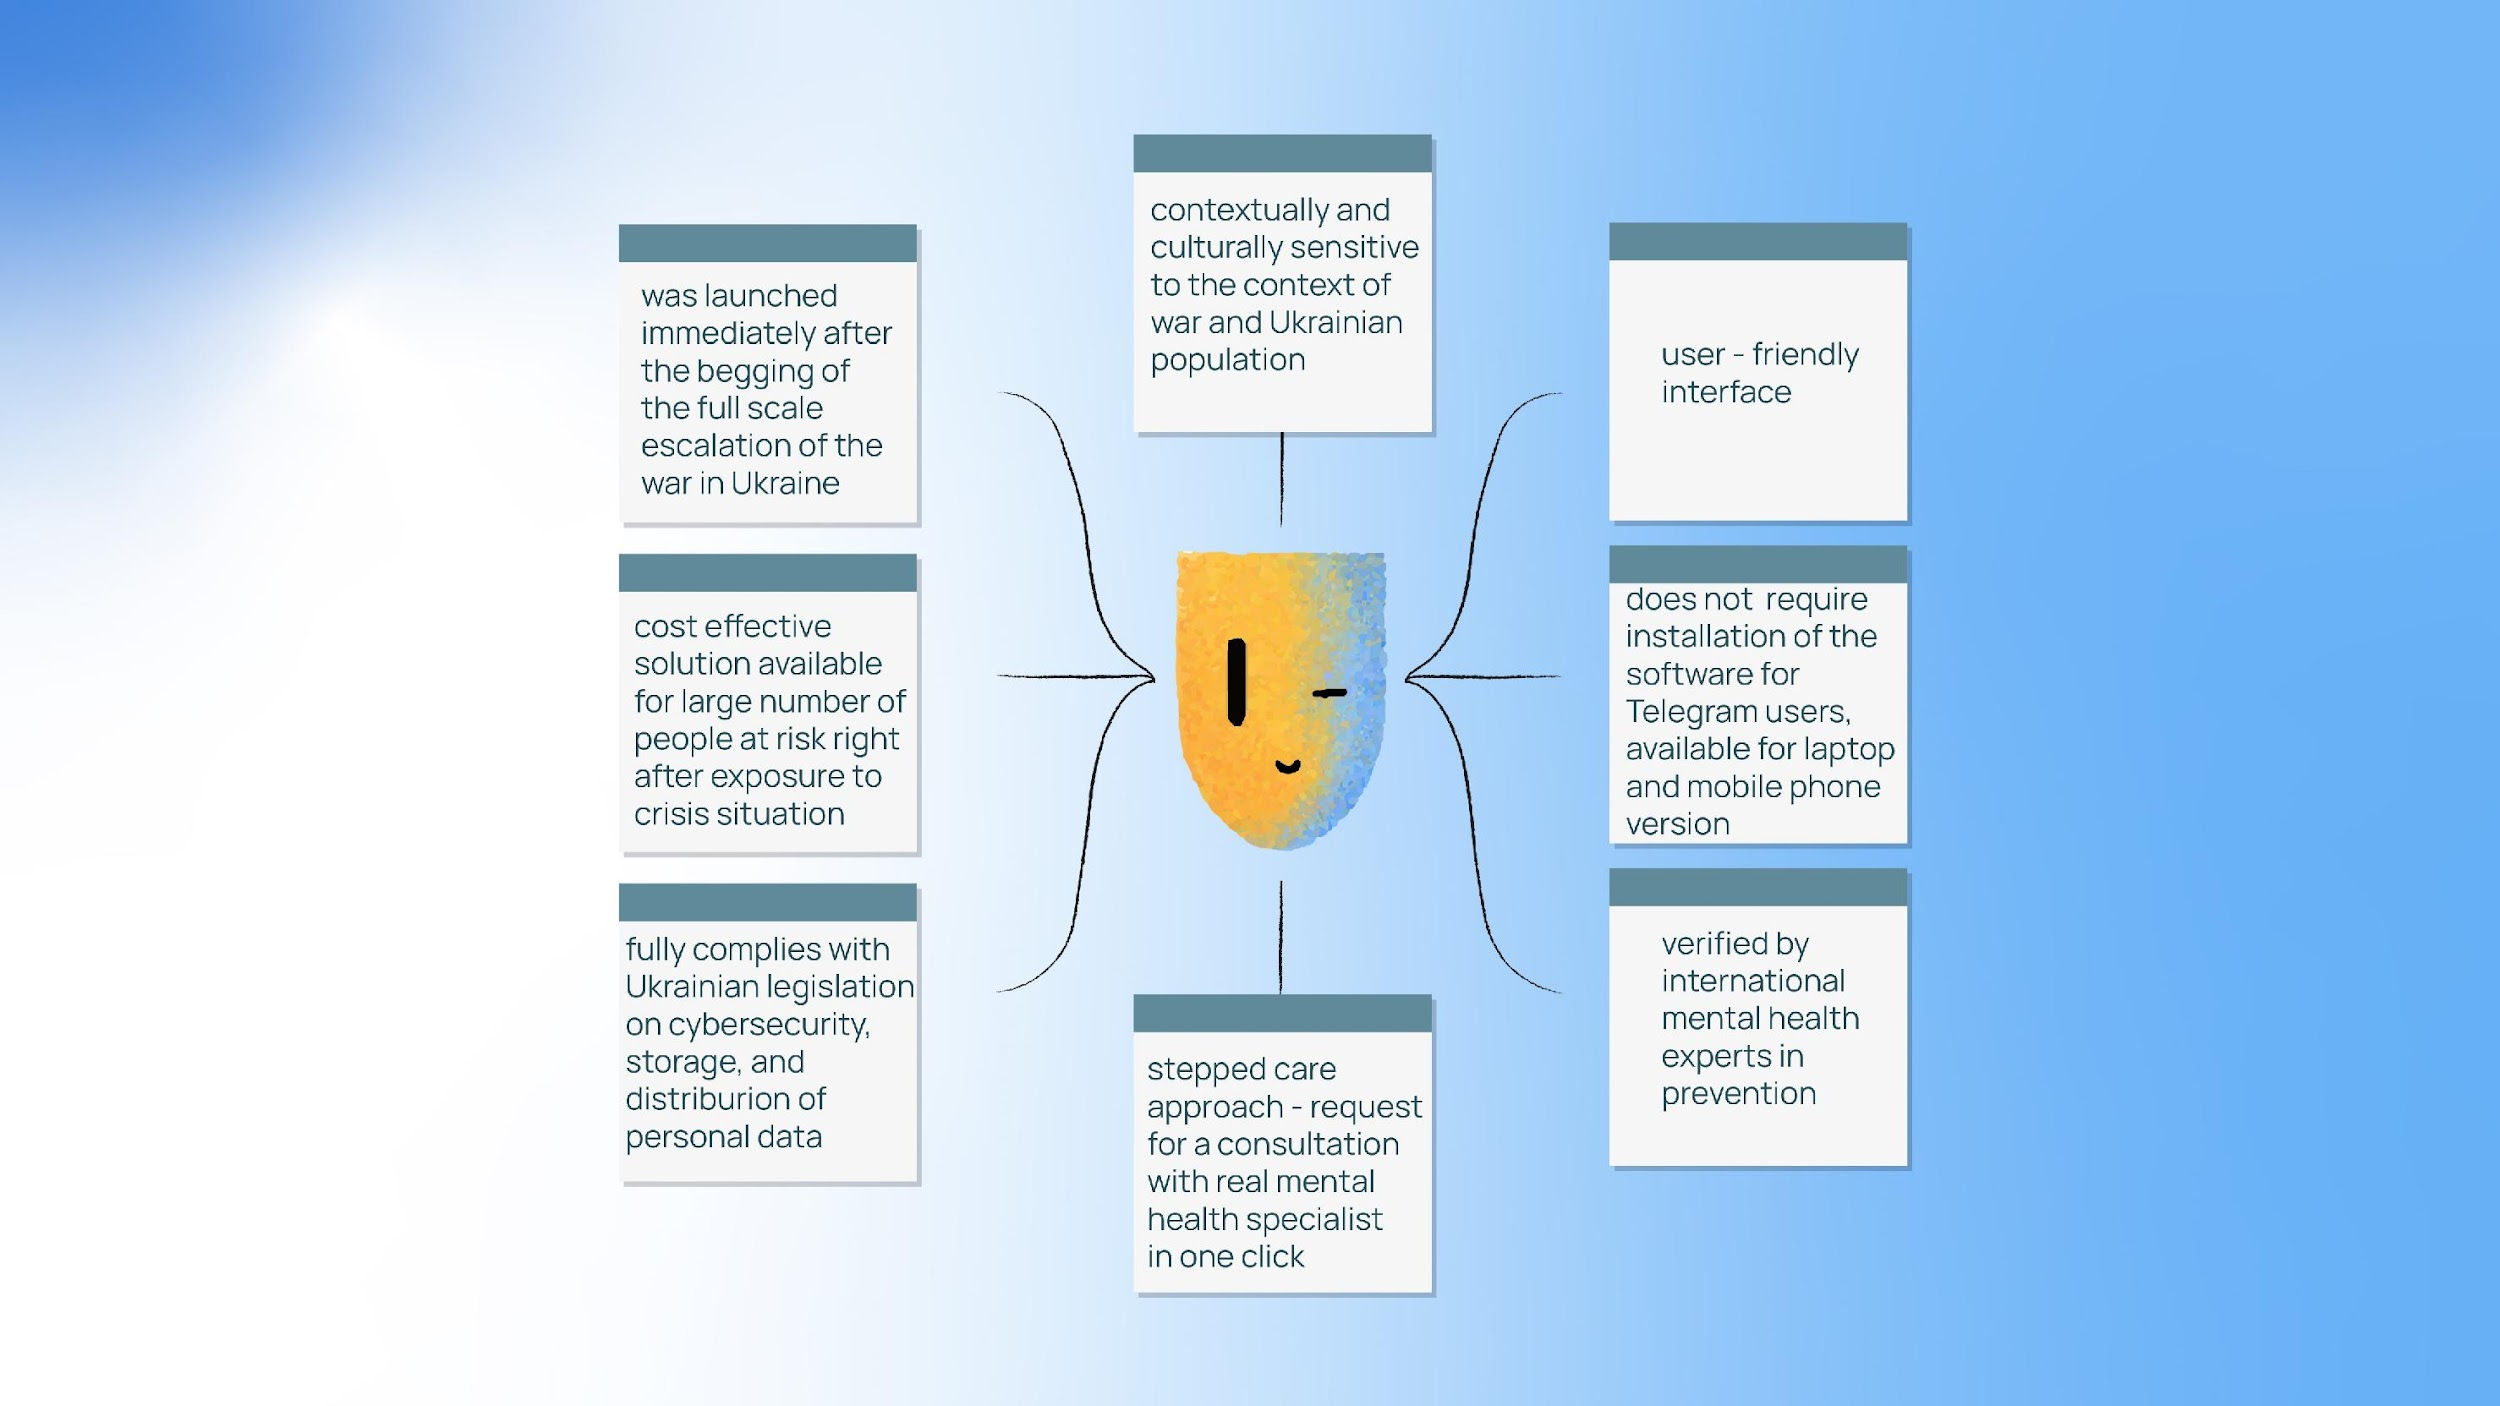 was launched
immediately after
the begging of
the full scale
escalation of the
war in Ukraine
cost effective
solution available
for large number of
people at risk right
after exposure to
crisis situation
fully complies with
Ukrainian legislation
on cybersecurity,
storage, and
distriburion of
personal data
contextually and
culturally sensitive
to the context of
war and Ukrainian
population
stepped care
approach - request
for a consultation
with real mental
health specialist
in one click
user - friendly
interface
does not  require
installation of the
software for
Telegram users,
available for laptop
and mobile phone
version
verified by
international
mental health
experts in
prevention